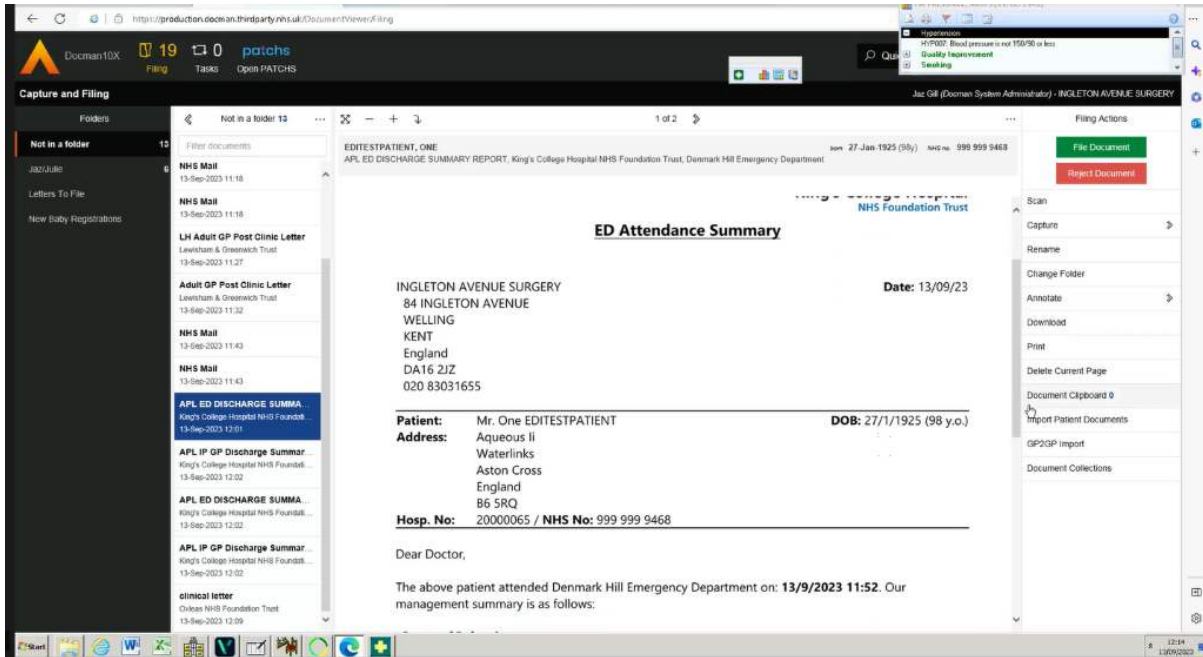 https://production.docman.thirdparty.nhs.uk/DocumentViewer/Filing
Hypertension
HYP007: Blood pressure is not 150/90 or less
Quality Improvement
Smoking
Docman10X
19
Filing
0
Tasks
patchs
Open PATCHS
Capture and Filing
Jaz Gill (Docman System Administrator) - INGLETON AVENUE SURGERY
Folders
Not in a folder 13
Jaz/Julie 6
Letters To File
New Baby Registrations
Not in a folder 13 ...
Filter documents
NHS Mail
13-Sep-2023 11:18
NHS Mail
13-Sep-2023 11:18
LH Adult GP Post Clinic Letter
Lewisham & Greenwich Trust
13-Sep-2023 11:27
Adult GP Post Clinic Letter
Lewisham & Greenwich Trust
13-Sep-2023 11:32
NHS Mail
13-Sep-2023 11:43
NHS Mail
13-Sep-2023 11:43
APL ED DISCHARGE SUMMA...
King's College Hospital NHS Foundati...
13-Sep-2023 12:01
APL IP GP Discharge Summar...
King's College Hospital NHS Foundati...
13-Sep-2023 12:02
APL ED DISCHARGE SUMMA...
King's College Hospital NHS Foundati...
13-Sep-2023 12:02
APL IP GP Discharge Summar...
King's College Hospital NHS Foundati...
13-Sep-2023 12:02
clinical letter
Oxleas NHS Foundation Trust
13-Sep-2023 12:09
1 of 2
EDITESTPATIENT, ONE
BORN 27-Jan-1925 (98y) NHS No. 999 999 9468
APL ED DISCHARGE SUMMARY REPORT, King's College Hospital NHS Foundation Trust, Denmark Hill Emergency Department
NHS Foundation Trust
ED Attendance Summary
INGLETON AVENUE SURGERY
84 INGLETON AVENUE
WELLING
KENT
England
DA16 2JZ
020 83031655
Date: 13/09/23
Patient: Mr. One EDITESTPATIENT
DOB: 27/1/1925 (98 y.o.)
Address: Aqueous Ii
Waterlinks
Aston Cross
England
B6 5RQ
Hosp. No: 20000065 / NHS No: 999 999 9468
Dear Doctor,
The above patient attended Denmark Hill Emergency Department on: 13/9/2023 11:52. Our
management summary is as follows:
Filing Actions
File Document
Reject Document
Scan
Capture
Rename
Change Folder
Annotate
Download
Print
Delete Current Page
Document Clipboard 0
Import Patient Documents
GP2GP Import
Document Collections
Start
12:14
13/09/2023